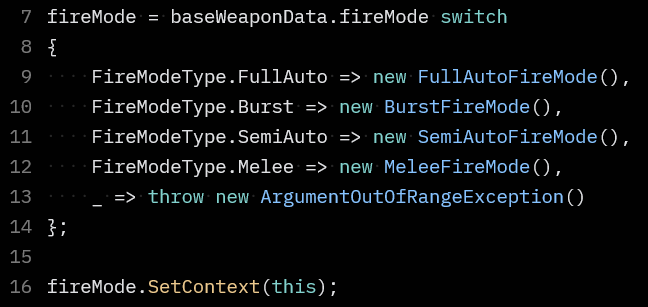 7 fireMode = baseWeaponData.fireMode switch
8 {
9     FireModeType.FullAuto => new FullAutoFireMode(),
10     FireModeType.Burst => new BurstFireMode(),
11     FireModeType.SemiAuto => new SemiAutoFireMode(),
12     FireModeType.Melee => new MeleeFireMode(),
13     _ => throw new ArgumentOutOfRangeException()
14 };
15
16 fireMode.SetContext(this);